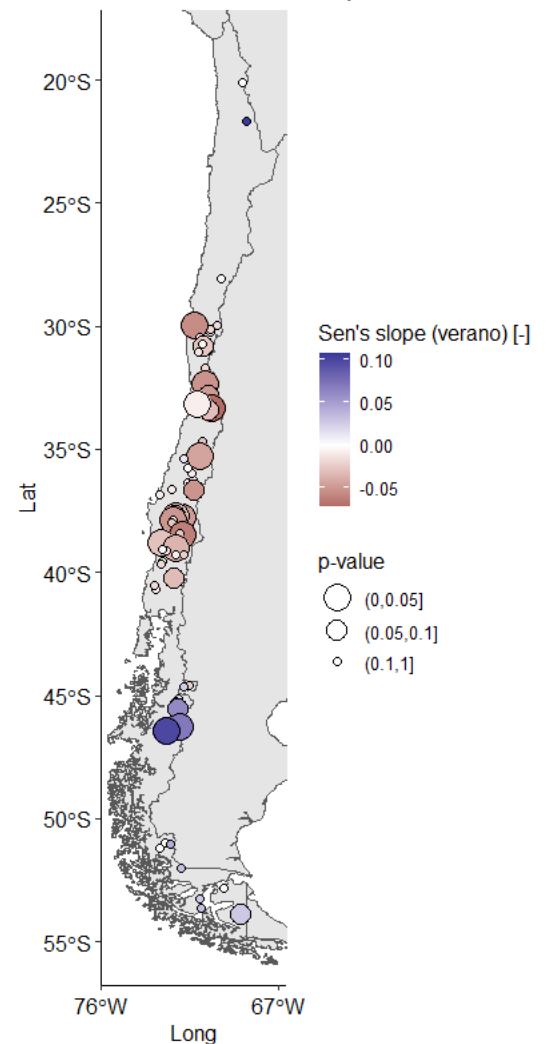 20°S
25°S
30°S
35°S
40°S
45°S
50°S
55°S
Lat
76°W
67°W
Long
Sen's slope (verano) [-]
0.10
0.05
0.00
-0.05
p-value
(0,0.05]
(0.05,0.1]
(0.1,1]